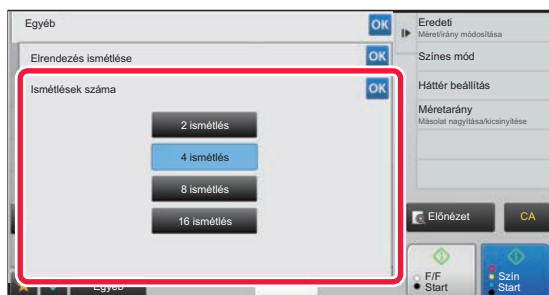 Egyéb
OK
Elrendezés ismétlése
OK
Ismétlések száma
OK
2 ismétlés
4 ismétlés
8 ismétlés
16 ismétlés
Egyéb
Eredeti
Méret/irány módosítása
Színes mód
Háttér beállítás
Méretarány
Másolat nagyítása/kicsinyítése
Előnézet
CA
F/F
Start
Szín
Start